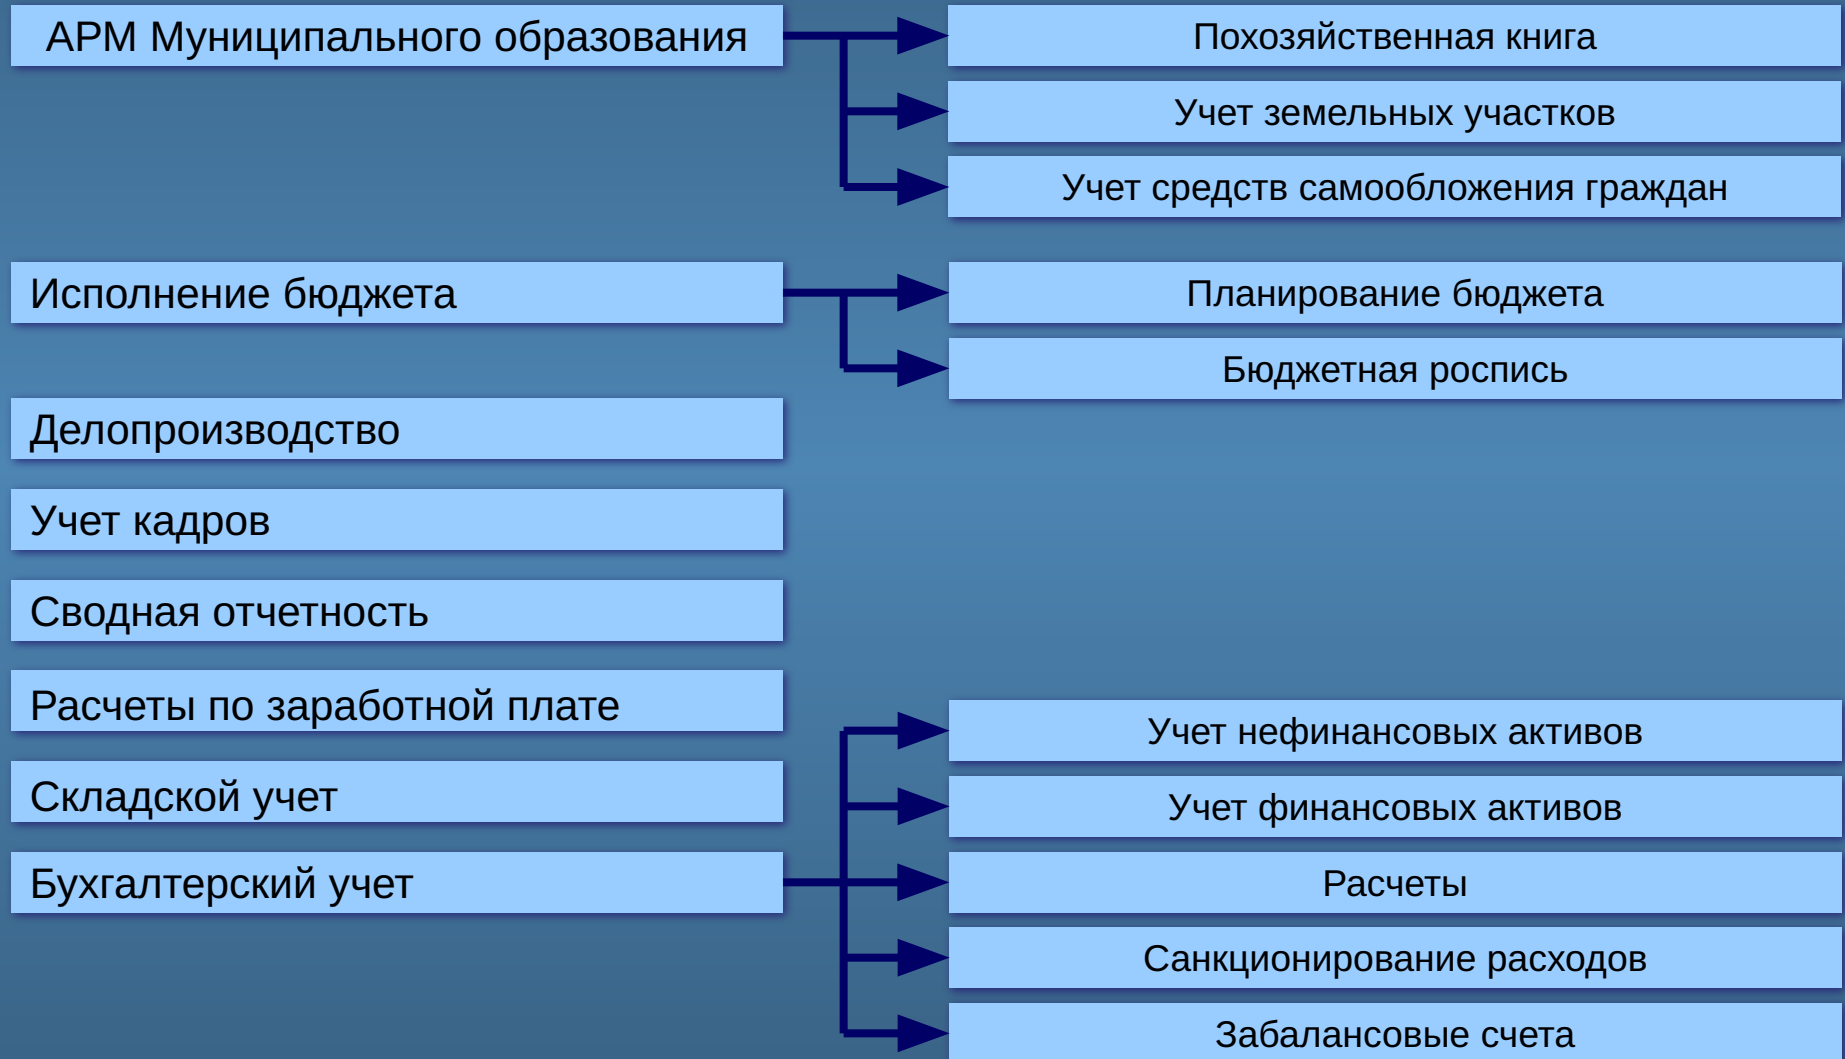 АРМ Муниципального образования
Похозяйственная книга
Учет земельных участков
Учет средств самообложения граждан
Исполнение бюджета
Планирование бюджета
Бюджетная роспись
Делопроизводство
Учет кадров
Сводная отчетность
Расчеты по заработной плате
Складской учет
Бухгалтерский учет
Учет нефинансовых активов
Учет финансовых активов
Расчеты
Санкционирование расходов
Забалансовые счета